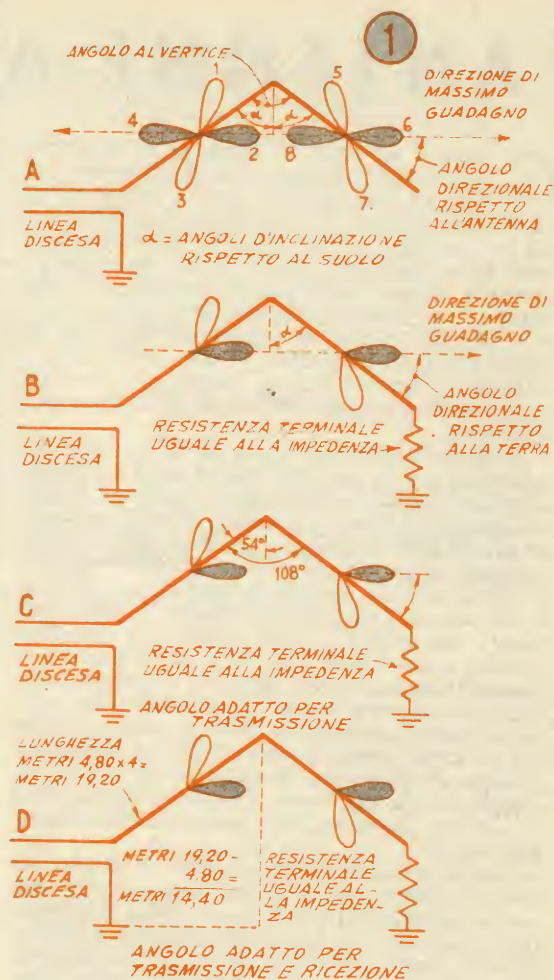 1
ANGOLO AL VERTICE
1
5
DIREZIONE DI
MASSIMO
GUADAGNO
4
α
α
6
2
8
A
3
7.
ANGOLO
DIREZIONALE
RISPETTO
ALL'ANTENNA
LINEA
DISCESA
α = ANGOLI D'INCLINAZIONE
RISPETTO AL SUOLO
DIREZIONE DI
MASSIMO
GUADAGNO
α
B
ANGOLO
DIREZIONALE
RISPETTO
ALLA TERRA
RESISTENZA TERMINALE
UGUALE ALLA IMPEDENZA
LINEA
DISCESA
54°
108°
C
RESISTENZA TERMINALE
UGUALE ALLA IMPEDENZA
LINEA
DISCESA
ANGOLO ADATTO PER
TRASMISSIONE
LUNGHEZZA
METRI 4,80 x 4 =
METRI 19,20
D
LINEA
DISCESA
METRI 19,20 -
4.80 =
METRI 14,40
RESISTENZA
TERMINALE
UGUALE AL-
LA IMPEDEN-
ZA
ANGOLO ADATTO PER
TRASMISSIONE E RICEZIONE